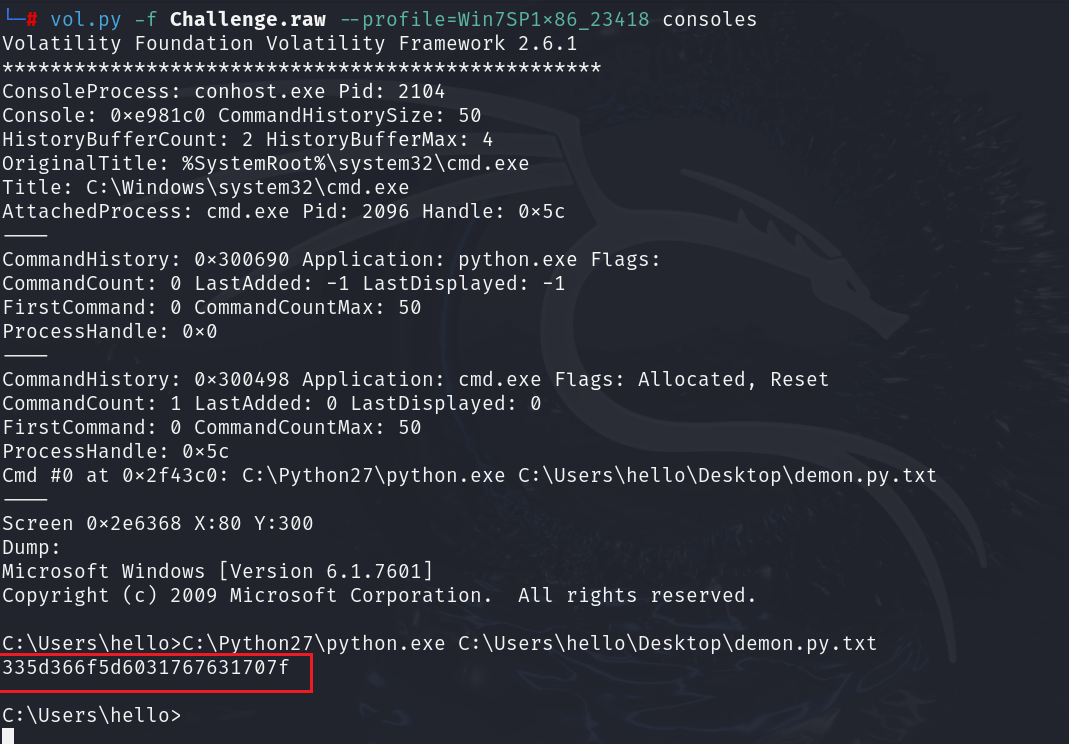 └─# vol.py -f Challenge.raw --profile=Win7SP1×86_23418 consoles
Volatility Foundation Volatility Framework 2.6.1
**************************************************
ConsoleProcess: conhost.exe Pid: 2104
Console: 0×e981c0 CommandHistorySize: 50
HistoryBufferCount: 2 HistoryBufferMax: 4
OriginalTitle: %SystemRoot%\system32\cmd.exe
Title: C:\Windows\system32\cmd.exe
AttachedProcess: cmd.exe Pid: 2096 Handle: 0×5c
----
CommandHistory: 0×300690 Application: python.exe Flags:
CommandCount: 0 LastAdded: -1 LastDisplayed: -1
FirstCommand: 0 CommandCountMax: 50
ProcessHandle: 0×0
----
CommandHistory: 0×300498 Application: cmd.exe Flags: Allocated, Reset
CommandCount: 1 LastAdded: 0 LastDisplayed: 0
FirstCommand: 0 CommandCountMax: 50
ProcessHandle: 0×5c
Cmd #0 at 0×2f43c0: C:\Python27\python.exe C:\Users\hello\Desktop\demon.py.txt
----
Screen 0×2e6368 X:80 Y:300
Dump:
Microsoft Windows [Version 6.1.7601]
Copyright (c) 2009 Microsoft Corporation.  All rights reserved.
C:\Users\hello>C:\Python27\python.exe C:\Users\hello\Desktop\demon.py.txt
335d366f5d6031767631707f
C:\Users\hello>